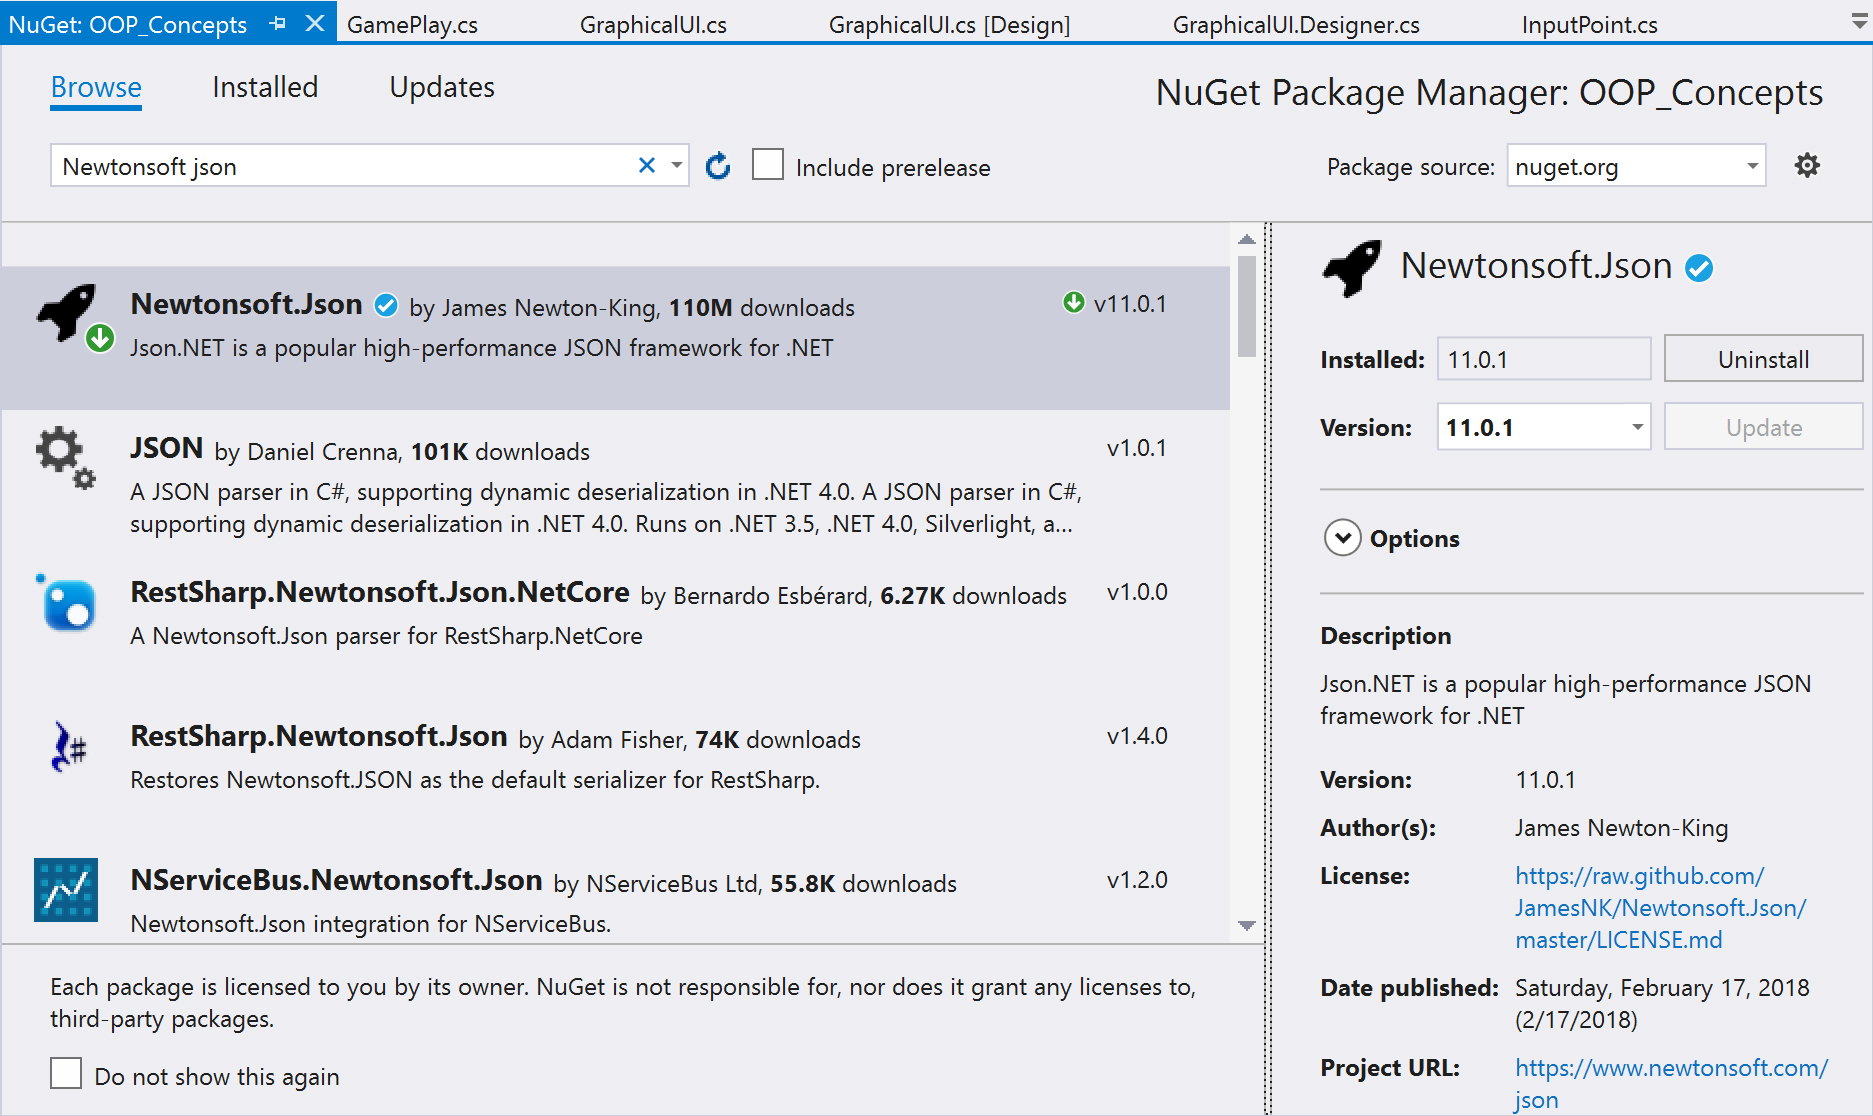 NuGet: OOP_Concepts
GamePlay.cs
GraphicalUI.cs
GraphicalUI.cs [Design]
GraphicalUI.Designer.cs
InputPoint.cs
Browse
Installed
Updates
NuGet Package Manager: OOP_Concepts
Newtonsoft json
Include prerelease
Package source:
nuget.org
Newtonsoft.Json by James Newton-King, 110M downloads
v11.0.1
Json.NET is a popular high-performance JSON framework for .NET
JSON by Daniel Crenna, 101K downloads
v1.0.1
A JSON parser in C#, supporting dynamic deserialization in .NET 4.0. A JSON parser in C#,
supporting dynamic deserialization in .NET 4.0. Runs on .NET 3.5, .NET 4.0, Silverlight, a...
RestSharp.Newtonsoft.Json.NetCore by Bernardo Esbérard, 6.27K downloads
v1.0.0
A Newtonsoft.Json parser for RestSharp.NetCore
RestSharp.Newtonsoft.Json by Adam Fisher, 74K downloads
v1.4.0
Restores Newtonsoft.JSON as the default serializer for RestSharp.
NServiceBus.Newtonsoft.Json by NServiceBus Ltd, 55.8K downloads
v1.2.0
Newtonsoft.Json integration for NServiceBus.
Each package is licensed to you by its owner. NuGet is not responsible for, nor does it grant any licenses to,
third-party packages.
Do not show this again
Newtonsoft.Json
Installed: 11.0.1
Uninstall
Version: 11.0.1
Update
Options
Description
Json.NET is a popular high-performance JSON
framework for .NET
Version: 11.0.1
Author(s): James Newton-King
License: https://raw.github.com/
JamesNK/Newtonsoft.Json/
master/LICENSE.md
Date published: Saturday, February 17, 2018
(2/17/2018)
Project URL: https://www.newtonsoft.com/
json